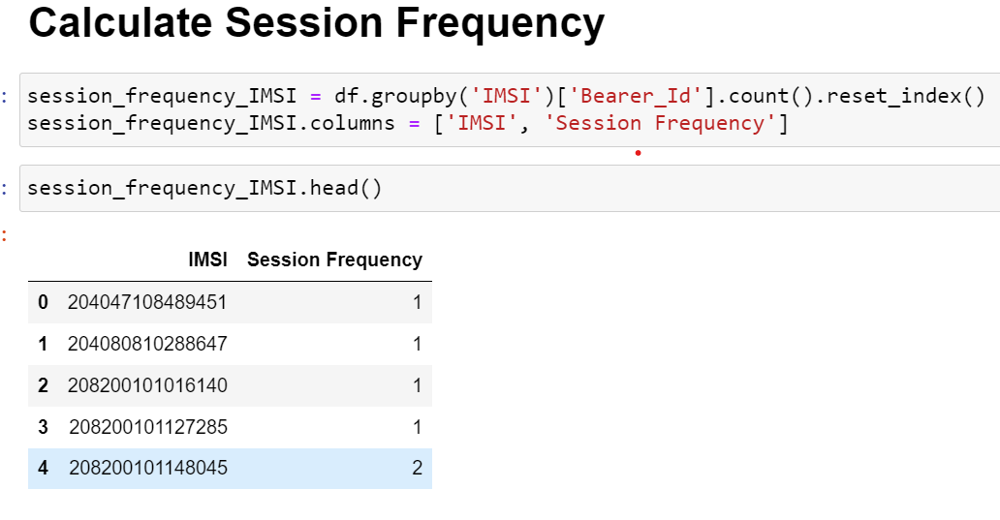 Calculate Session Frequency
: session_frequency_IMSI = df.groupby('IMSI')['Bearer_Id'].count().reset_index()
session_frequency_IMSI.columns = ['IMSI', 'Session Frequency']
: session_frequency_IMSI.head()
:
IMSI Session Frequency
0 204047108489451 1
1 204080810288647 1
2 208200101016140 1
3 208200101127285 1
4 208200101148045 2